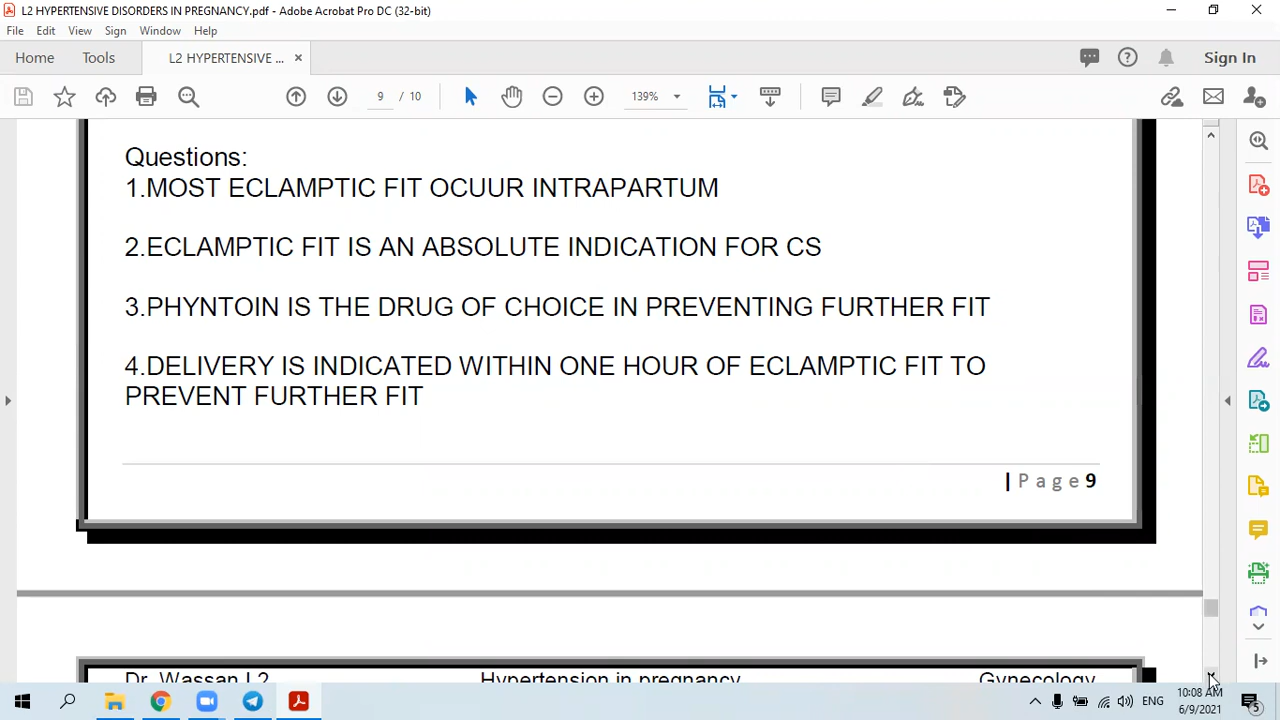 L2 HYPERTENSIVE DISORDERS IN PREGNANCY.pdf - Adobe Acrobat Pro DC (32-bit)
File Edit View Sign Window Help
Home Tools L2 HYPERTENSIVE ... Sign In
9 / 10 139%
Questions:
1.MOST ECLAMPTIC FIT OCUUR INTRAPARTUM
2.ECLAMPTIC FIT IS AN ABSOLUTE INDICATION FOR CS
3.PHYNTOIN IS THE DRUG OF CHOICE IN PREVENTING FURTHER FIT
4.DELIVERY IS INDICATED WITHIN ONE HOUR OF ECLAMPTIC FIT TO
PREVENT FURTHER FIT
| P a g e 9
Dr. Wassan L2 Hypertension in pregnancy Gynecology
ENG 10:08 AM
6/9/2021 5